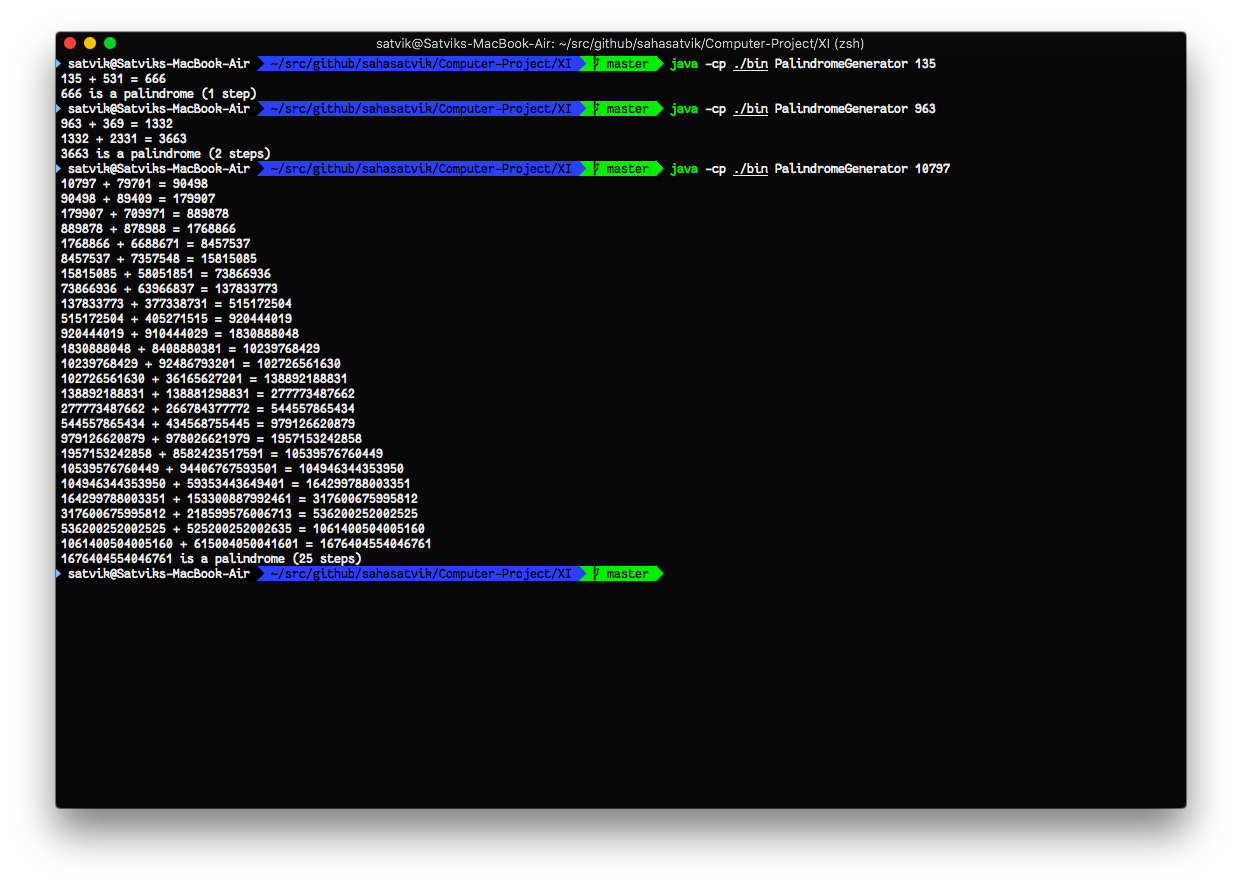 satvik@Satviks-MacBook-Air: ~/src/github/sahasatvik/Computer-Project/XI (zsh)
satvik@Satviks-MacBook-Air ~/src/github/sahasatvik/Computer-Project/XI master java -cp ./bin PalindromeGenerator 135
135 + 531 = 666
666 is a palindrome (1 step)
satvik@Satviks-MacBook-Air ~/src/github/sahasatvik/Computer-Project/XI master java -cp ./bin PalindromeGenerator 963
963 + 369 = 1332
1332 + 2331 = 3663
3663 is a palindrome (2 steps)
satvik@Satviks-MacBook-Air ~/src/github/sahasatvik/Computer-Project/XI master java -cp ./bin PalindromeGenerator 10797
10797 + 79701 = 90498
90498 + 89409 = 179907
179907 + 709971 = 889878
889878 + 878988 = 1768866
1768866 + 6688671 = 8457537
8457537 + 7357548 = 15815085
15815085 + 58051851 = 73866936
73866936 + 63966837 = 137833773
137833773 + 377338731 = 515172504
515172504 + 405271515 = 920444019
920444019 + 910444029 = 1830888048
1830888048 + 8408880381 = 10239768429
10239768429 + 92486793201 = 102726561630
102726561630 + 36165627201 = 138892188831
138892188831 + 138881298831 = 277773487662
277773487662 + 266784377772 = 544557865434
544557865434 + 434568755445 = 979126620879
979126620879 + 978026621979 = 1957153242858
1957153242858 + 8582423517591 = 10539576760449
10539576760449 + 94406767593501 = 104946344353950
104946344353950 + 59353443649401 = 164299788003351
164299788003351 + 153300887992461 = 317600675995812
317600675995812 + 218599576006713 = 536200252002525
536200252002525 + 525200252002635 = 1061400504005160
1061400504005160 + 615004050041601 = 1676404554046761
1676404554046761 is a palindrome (25 steps)
satvik@Satviks-MacBook-Air ~/src/github/sahasatvik/Computer-Project/XI master